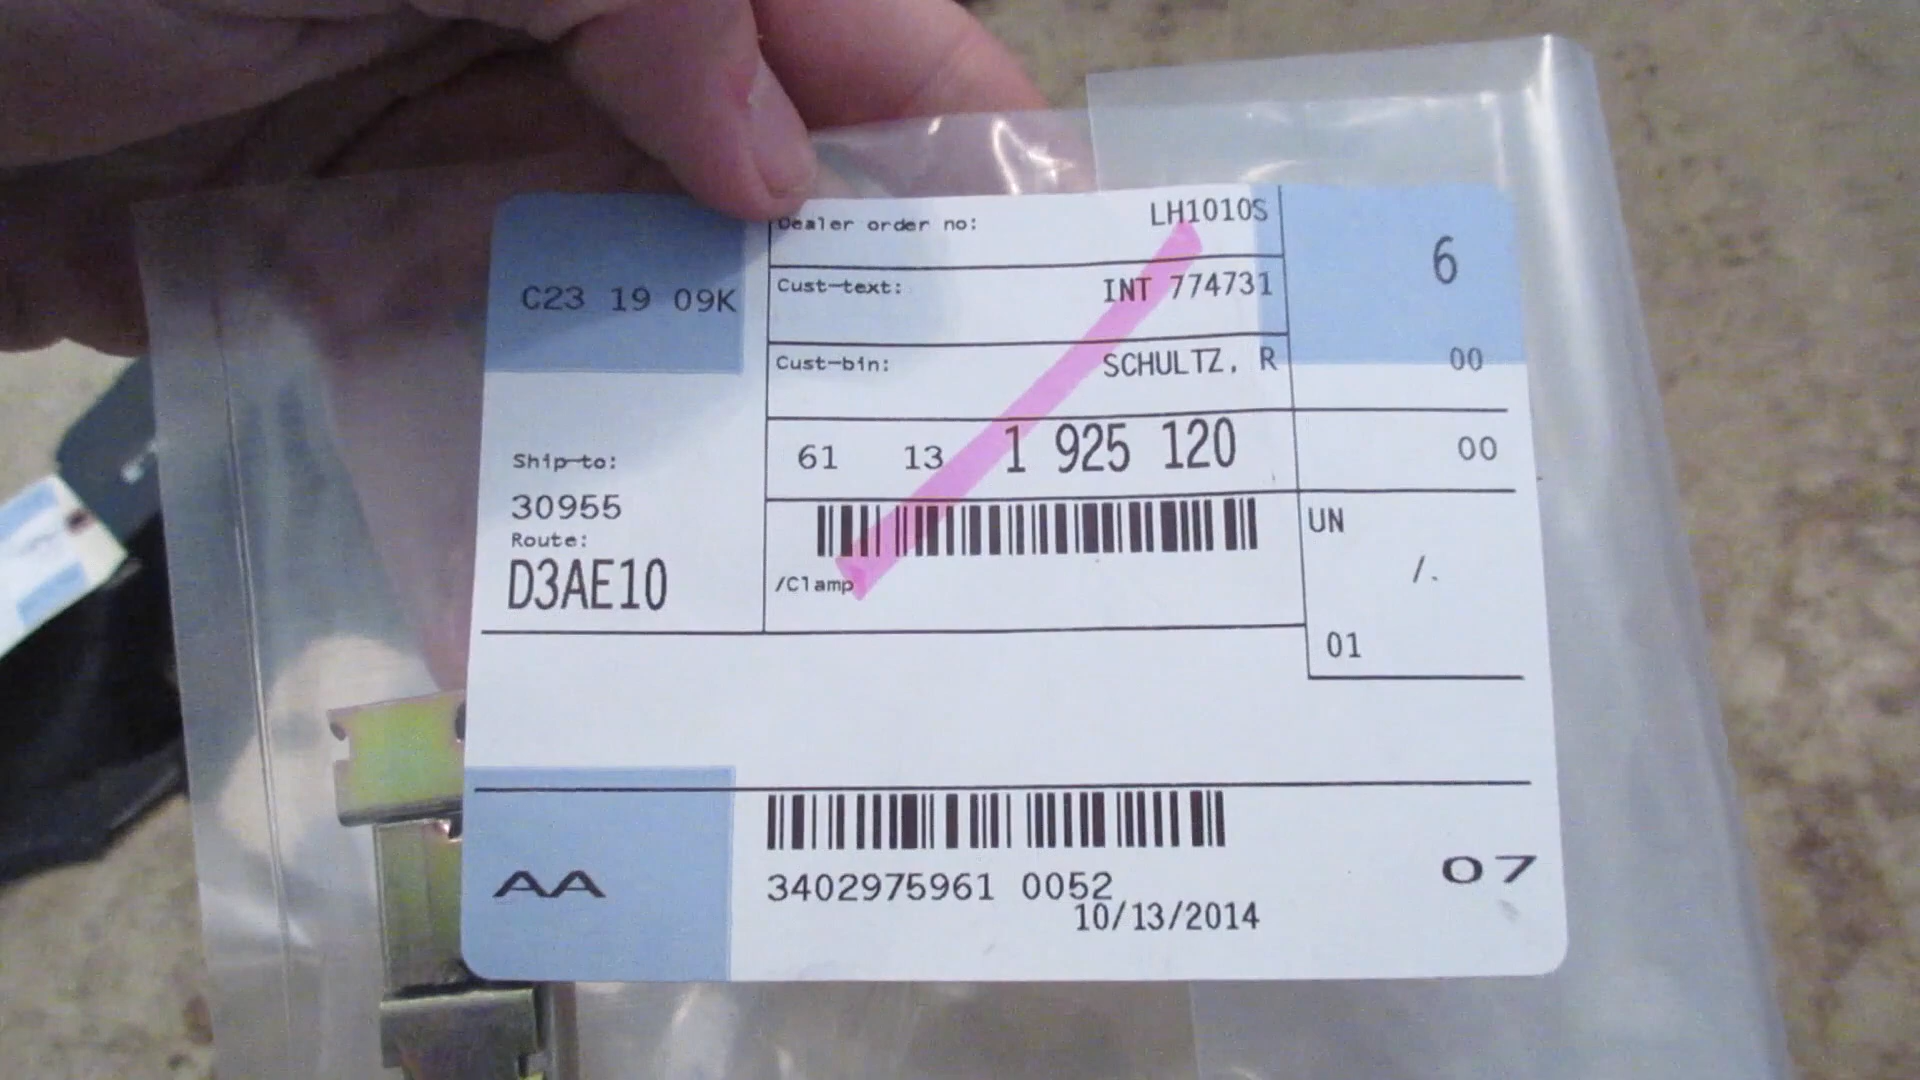 Dealer order no: LH1010S
6
C23 19 09K
Cust-text: INT 774731
Cust-bin: SCHULTZ, R
00
61 13 1 925 120
00
Ship-to:
30955
Route:
D3AE10
/Clamp
UN
/.
01
AA
3402975961 0052
10/13/2014
07